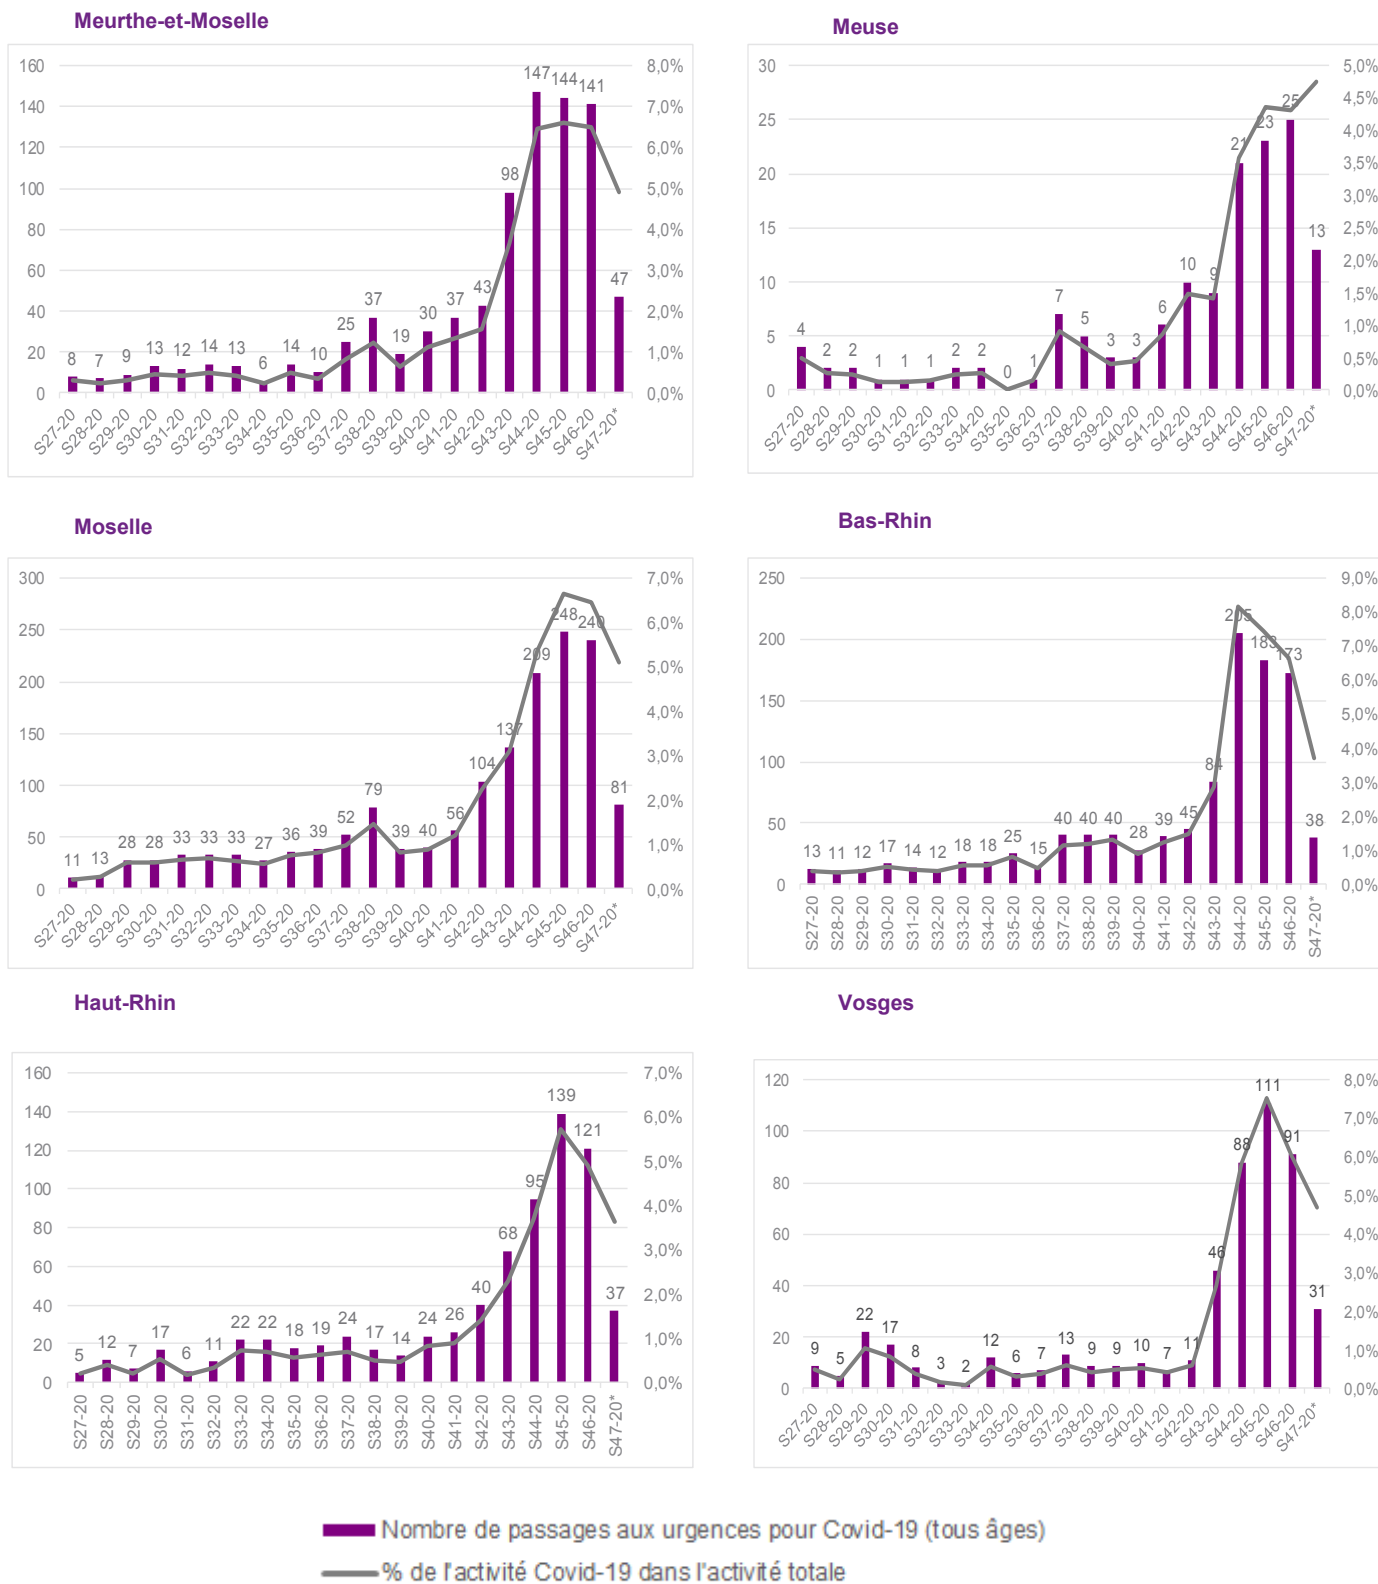 Meurthe-et-Moselle
160 8,0%
140 7,0%
120 6,0%
100 5,0%
80 4,0%
60 3,0%
40 2,0%
20 1,0%
0 0,0%
8 7 9 13 12 14 13 6 14 10 25 37 19 30 37 43 98 147 144 141 47
S27-20 S28-20 S29-20 S30-20 S31-20 S32-20 S33-20 S34-20 S35-20 S36-20 S37-20 S38-20 S39-20 S40-20 S41-20 S42-20 S43-20 S44-20 S45-20 S46-20 S47-20*
Meuse
30 5,0%
4,5%
25 4,0%
3,5%
20 3,0%
15 2,5%
2,0%
10 1,5%
1,0%
5 0,5%
0 0,0%
4 2 2 1 1 1 2 2 0 1 7 5 3 3 6 10 9 21 23 25 13
S27-20 S28-20 S29-20 S30-20 S31-20 S32-20 S33-20 S34-20 S35-20 S36-20 S37-20 S38-20 S39-20 S40-20 S41-20 S42-20 S43-20 S44-20 S45-20 S46-20 S47-20*
Moselle
300 7,0%
250 6,0%
5,0%
200 4,0%
150 3,0%
100 2,0%
50 1,0%
0 0,0%
11 13 28 28 33 33 33 27 36 39 52 79 39 40 56 104 137 209 248 240 81
S27-20 S28-20 S29-20 S30-20 S31-20 S32-20 S33-20 S34-20 S35-20 S36-20 S37-20 S38-20 S39-20 S40-20 S41-20 S42-20 S43-20 S44-20 S45-20 S46-20 S47-20*
Bas-Rhin
250 9,0%
8,0%
200 7,0%
6,0%
150 5,0%
100 4,0%
3,0%
50 2,0%
1,0%
0 0,0%
13 11 12 17 14 12 18 18 25 15 40 40 40 28 39 45 84 205 183 173 38
S27-20 S28-20 S29-20 S30-20 S31-20 S32-20 S33-20 S34-20 S35-20 S36-20 S37-20 S38-20 S39-20 S40-20 S41-20 S42-20 S43-20 S44-20 S45-20 S46-20 S47-20*
Haut-Rhin
160 7,0%
140 6,0%
120 5,0%
100 4,0%
80
60 3,0%
40 2,0%
20 1,0%
0 0,0%
5 12 7 17 6 11 22 22 18 19 24 17 14 24 26 40 68 95 139 121 37
S27-20 S28-20 S29-20 S30-20 S31-20 S32-20 S33-20 S34-20 S35-20 S36-20 S37-20 S38-20 S39-20 S40-20 S41-20 S42-20 S43-20 S44-20 S45-20 S46-20 S47-20*
Vosges
120 8,0%
7,0%
100 6,0%
80 5,0%
60 4,0%
40 3,0%
2,0%
20 1,0%
0 0,0%
9 5 22 17 8 3 2 12 6 7 13 9 9 10 7 11 46 88 111 91 31
S27-20 S28-20 S29-20 S30-20 S31-20 S32-20 S33-20 S34-20 S35-20 S36-20 S37-20 S38-20 S39-20 S40-20 S41-20 S42-20 S43-20 S44-20 S45-20 S46-20 S47-20*
Nombre de passages aux urgences pour Covid-19 (tous âges)
% de l'activité Covid-19 dans l'activité totale